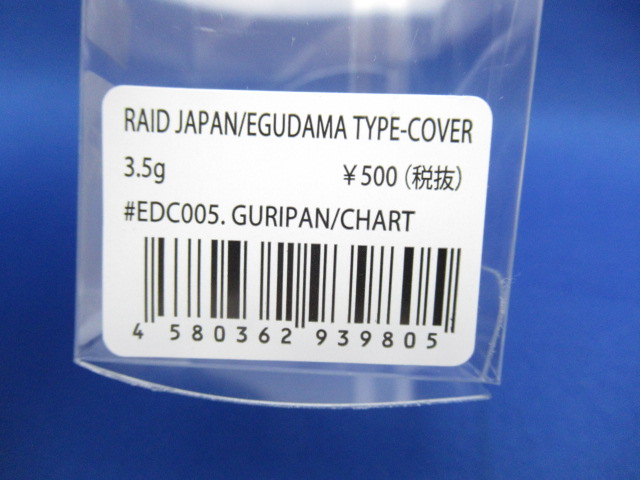 RAID JAPAN/EGUDAMA TYPE-COVER
3.5g ¥500(税抜)
#EDC005. GURIPAN/CHART
4 580362 939805